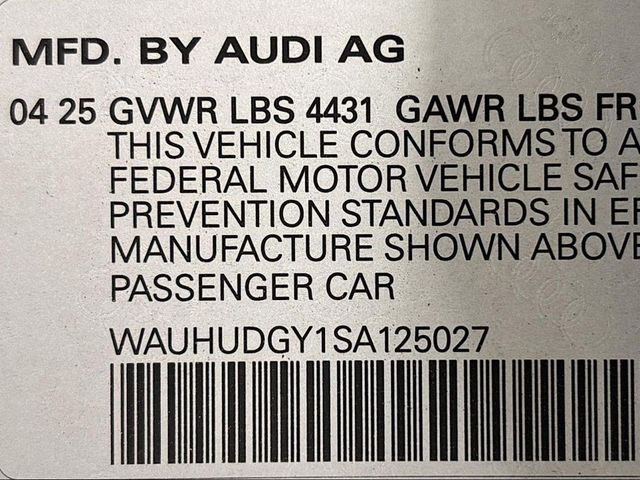 MFD. BY AUDI AG
04 25 GVWR LBS 4431 GAWR LBS FR
THIS VEHICLE CONFORMS TO A
FEDERAL MOTOR VEHICLE SAF
PREVENTION STANDARDS IN EF
MANUFACTURE SHOWN ABOVE
PASSENGER CAR
WAUHUDGY1SA125027